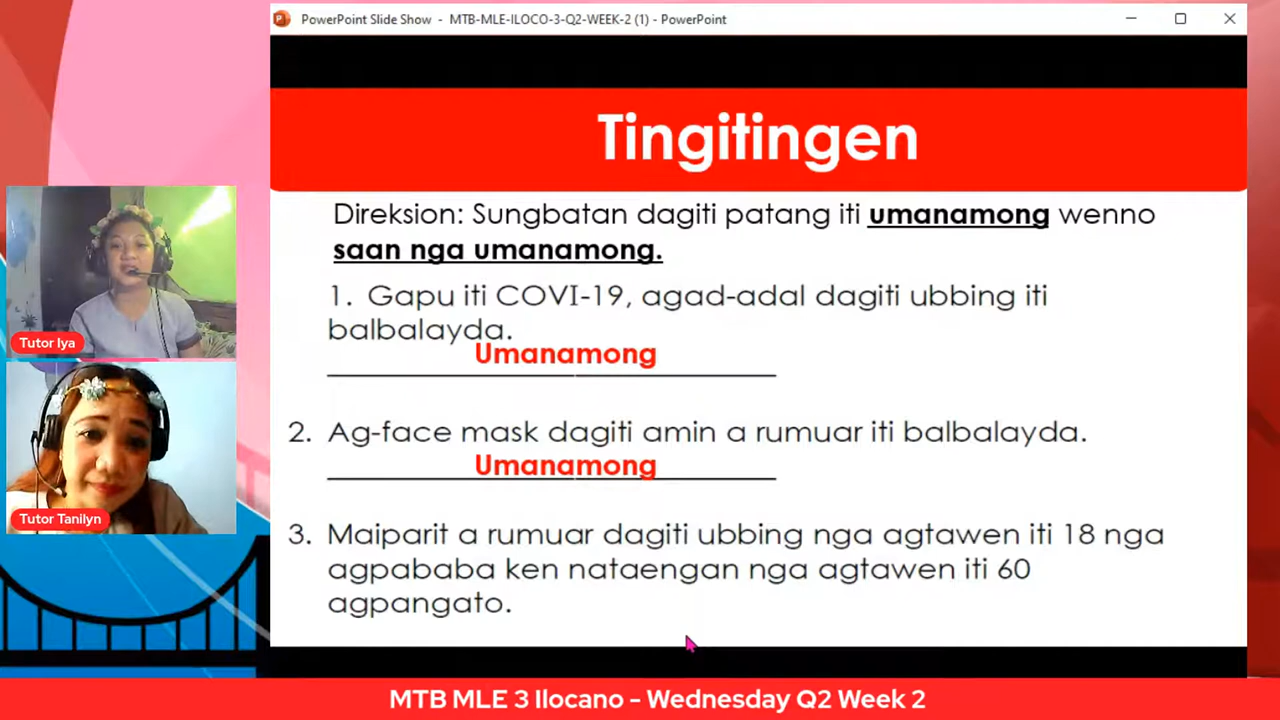 PowerPoint Slide Show - MTB-MLE-ILOCO-3-Q2-WEEK-2 (1) - PowerPoint
Tingitingen
Direksion: Sungbatan dagiti patang iti umanamong wenno
saan nga umanamong.
1. Gapu iti COVI-19, agad-adal dagiti ubbing iti
balbalayda.
Umanamong
2. Ag-face mask dagiti amin a rumuar iti balbalayda.
Umanamong
3. Maiparit a rumuar dagiti ubbing nga agtawen iti 18 nga
agpababa ken nataengan nga agtawen iti 60
agpangato.
Tutor Iya
Tutor Tanilyn
MTB MLE 3 Ilocano - Wednesday Q2 Week 2